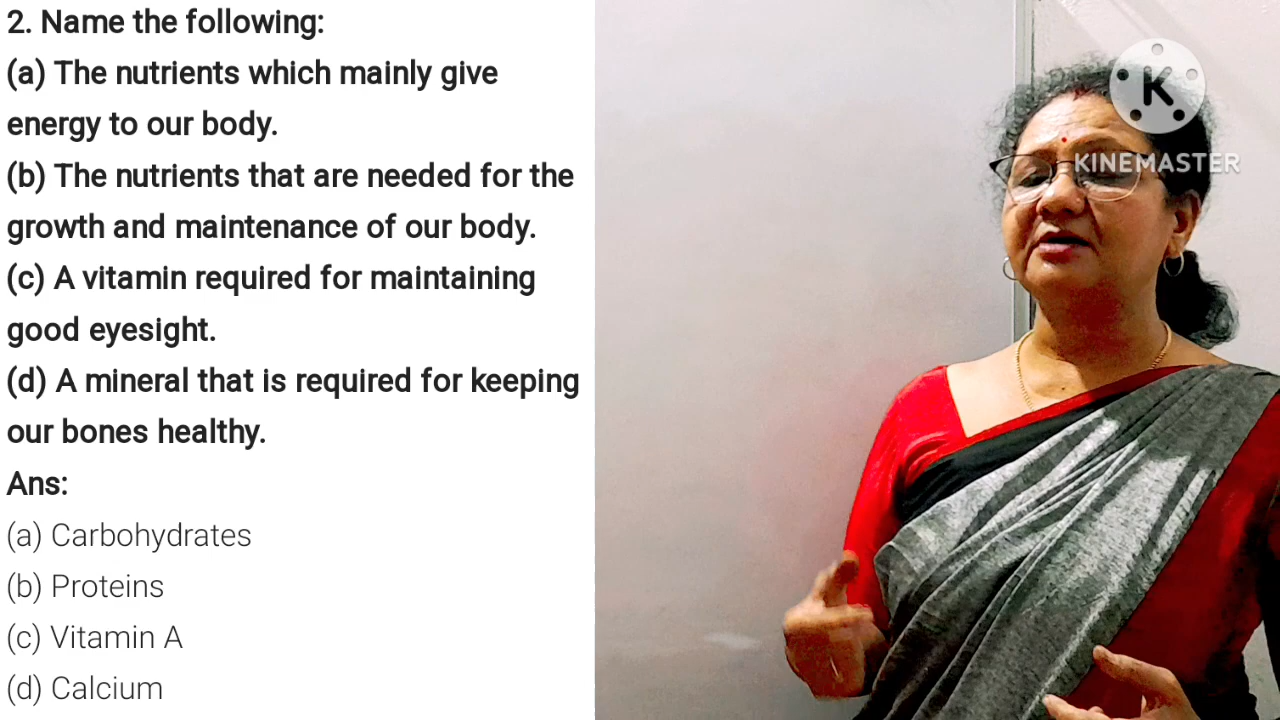 2. Name the following:
(a) The nutrients which mainly give
energy to our body.
(b) The nutrients that are needed for the
growth and maintenance of our body.
(c) A vitamin required for maintaining
good eyesight.
(d) A mineral that is required for keeping
our bones healthy.
Ans:
(a) Carbohydrates
(b) Proteins
(c) Vitamin A
(d) Calcium
K
KINEMASTER